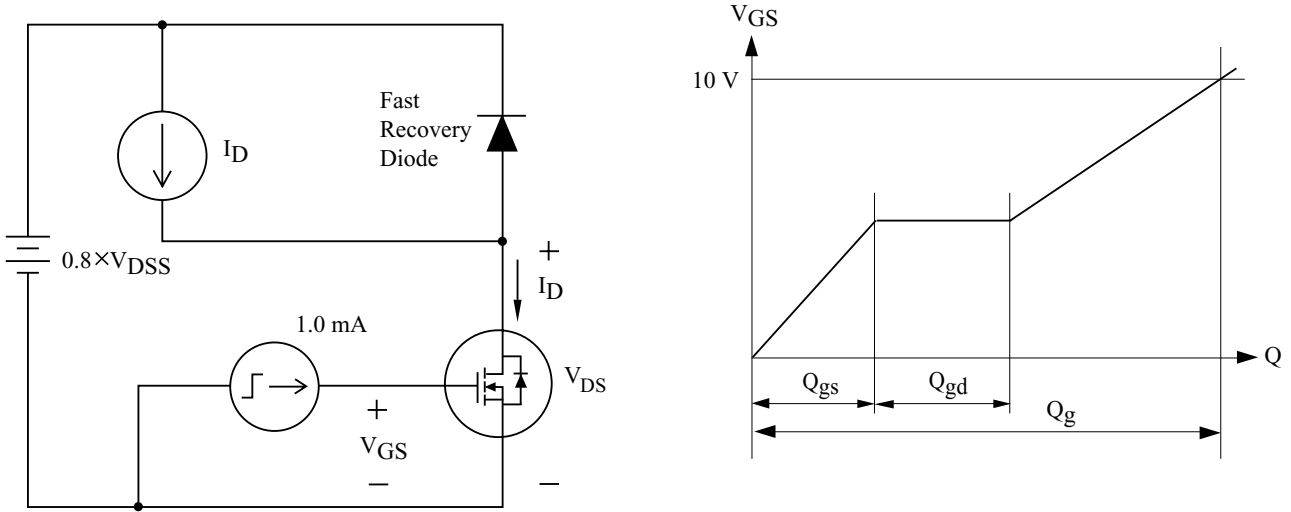 Fast
Recovery
Diode
I_D
0.8×V_DSS
+
I_D
1.0 mA
V_DS
+
V_GS
−
−
V_GS
10 V
Q
Q_gs
Q_gd
Q_g